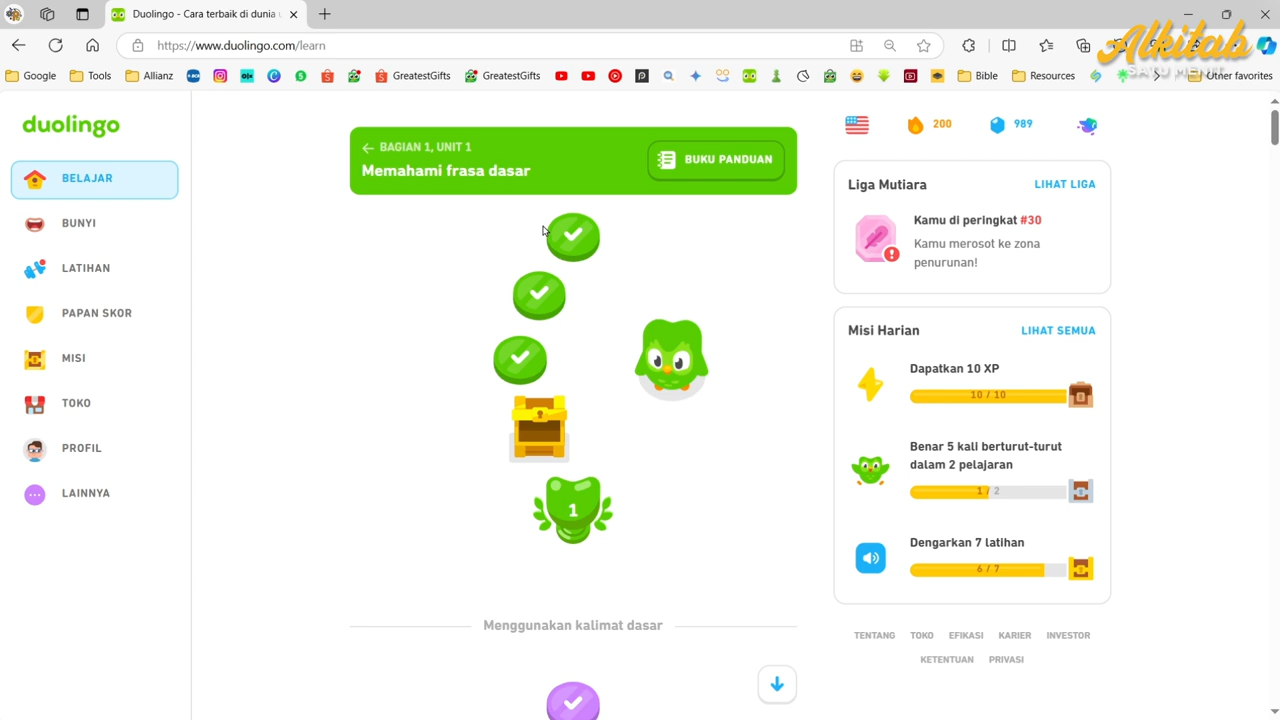 Duolingo - Cara terbaik di dunia
https://www.duolingo.com/learn
Alkitab
SATU MENIT
Google
Tools
Allianz
GreatestGifts
GreatestGifts
Bible
Resources
Other favorites
duolingo
BELAJAR
BUNYI
LATIHAN
PAPAN SKOR
MISI
TOKO
PROFIL
LAINNYA
BAGIAN 1, UNIT 1
Memahami frasa dasar
BUKU PANDUAN
1
Menggunakan kalimat dasar
200
989
Liga Mutiara
LIHAT LIGA
Kamu di peringkat #30
Kamu merosot ke zona
penurunan!
Misi Harian
LIHAT SEMUA
Dapatkan 10 XP
10 / 10
Benar 5 kali berturut-turut
dalam 2 pelajaran
1 / 2
Dengarkan 7 latihan
6 / 7
TENTANG TOKO EFIKASI KARIER INVESTOR
KETENTUAN PRIVASI